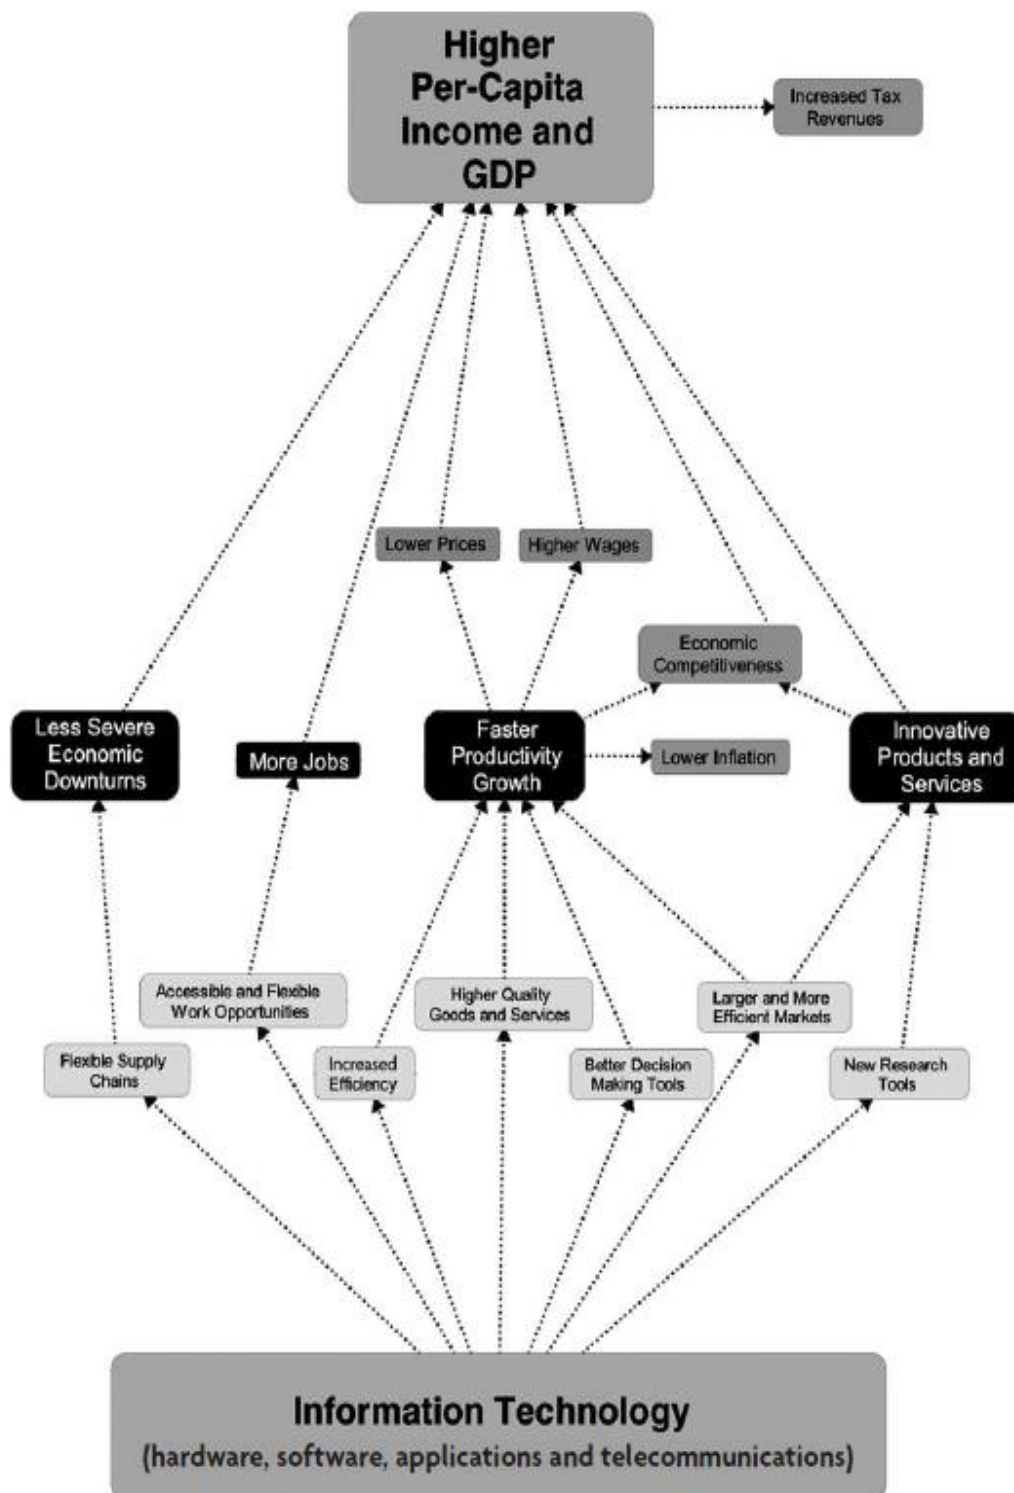 Higher
Per-Capita
Income and
GDP
Increased Tax
Revenues
Lower Prices
Higher Wages
Economic
Competitiveness
Less Severe
Economic
Downturns
More Jobs
Faster
Productivity
Growth
Lower Inflation
Innovative
Products and
Services
Accessible and Flexible
Work Opportunities
Higher Quality
Goods and Services
Larger and More
Efficient Markets
Flexible Supply
Chains
Increased
Efficiency
Better Decision
Making Tools
New Research
Tools
Information Technology
(hardware, software, applications and telecommunications)